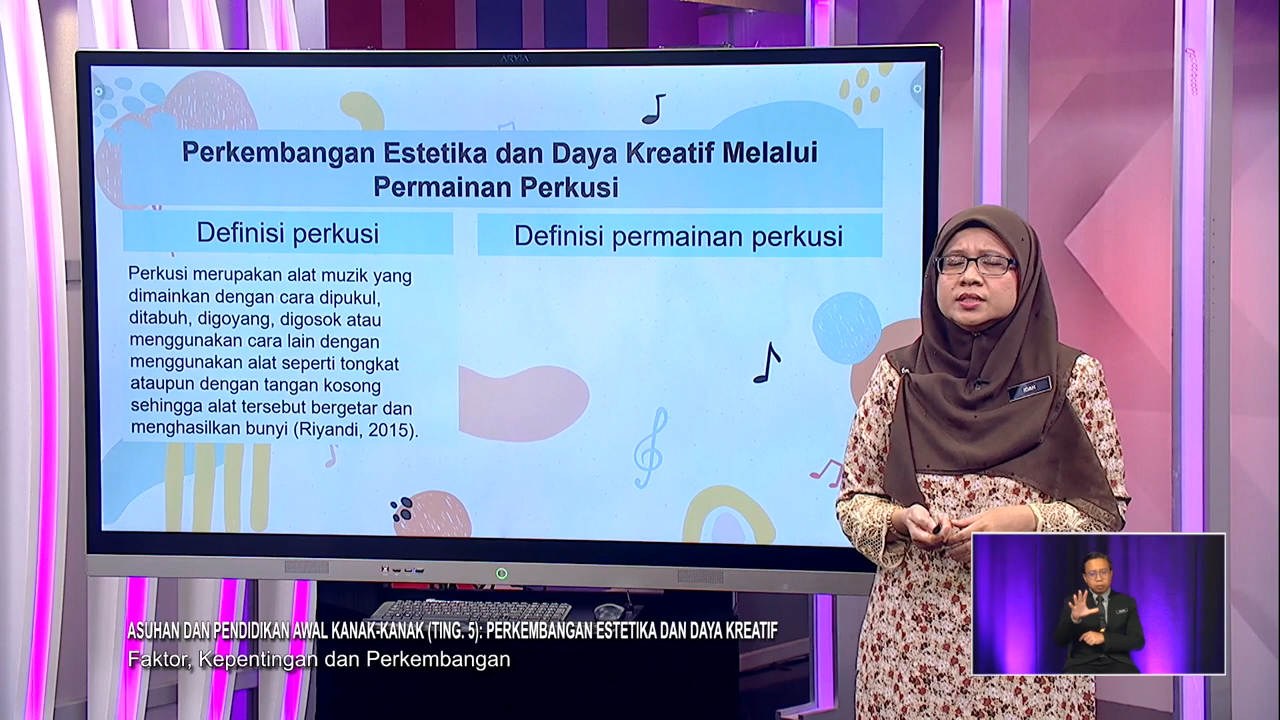 ARVIA
Perkembangan Estetika dan Daya Kreatif Melalui
Permainan Perkusi
Definisi perkusi
Definisi permainan perkusi
Perkusi merupakan alat muzik yang
dimainkan dengan cara dipukul,
ditabuh, digoyang, digosok atau
menggunakan cara lain dengan
menggunakan alat seperti tongkat
ataupun dengan tangan kosong
sehingga alat tersebut bergetar dan
menghasilkan bunyi (Riyandi, 2015).
IDAH
ASUHAN DAN PENDIDIKAN AWAL KANAK-KANAK (TING. 5): PERKEMBANGAN ESTETIKA DAN DAYA KREATIF
Faktor, Kepentingan dan Perkembangan